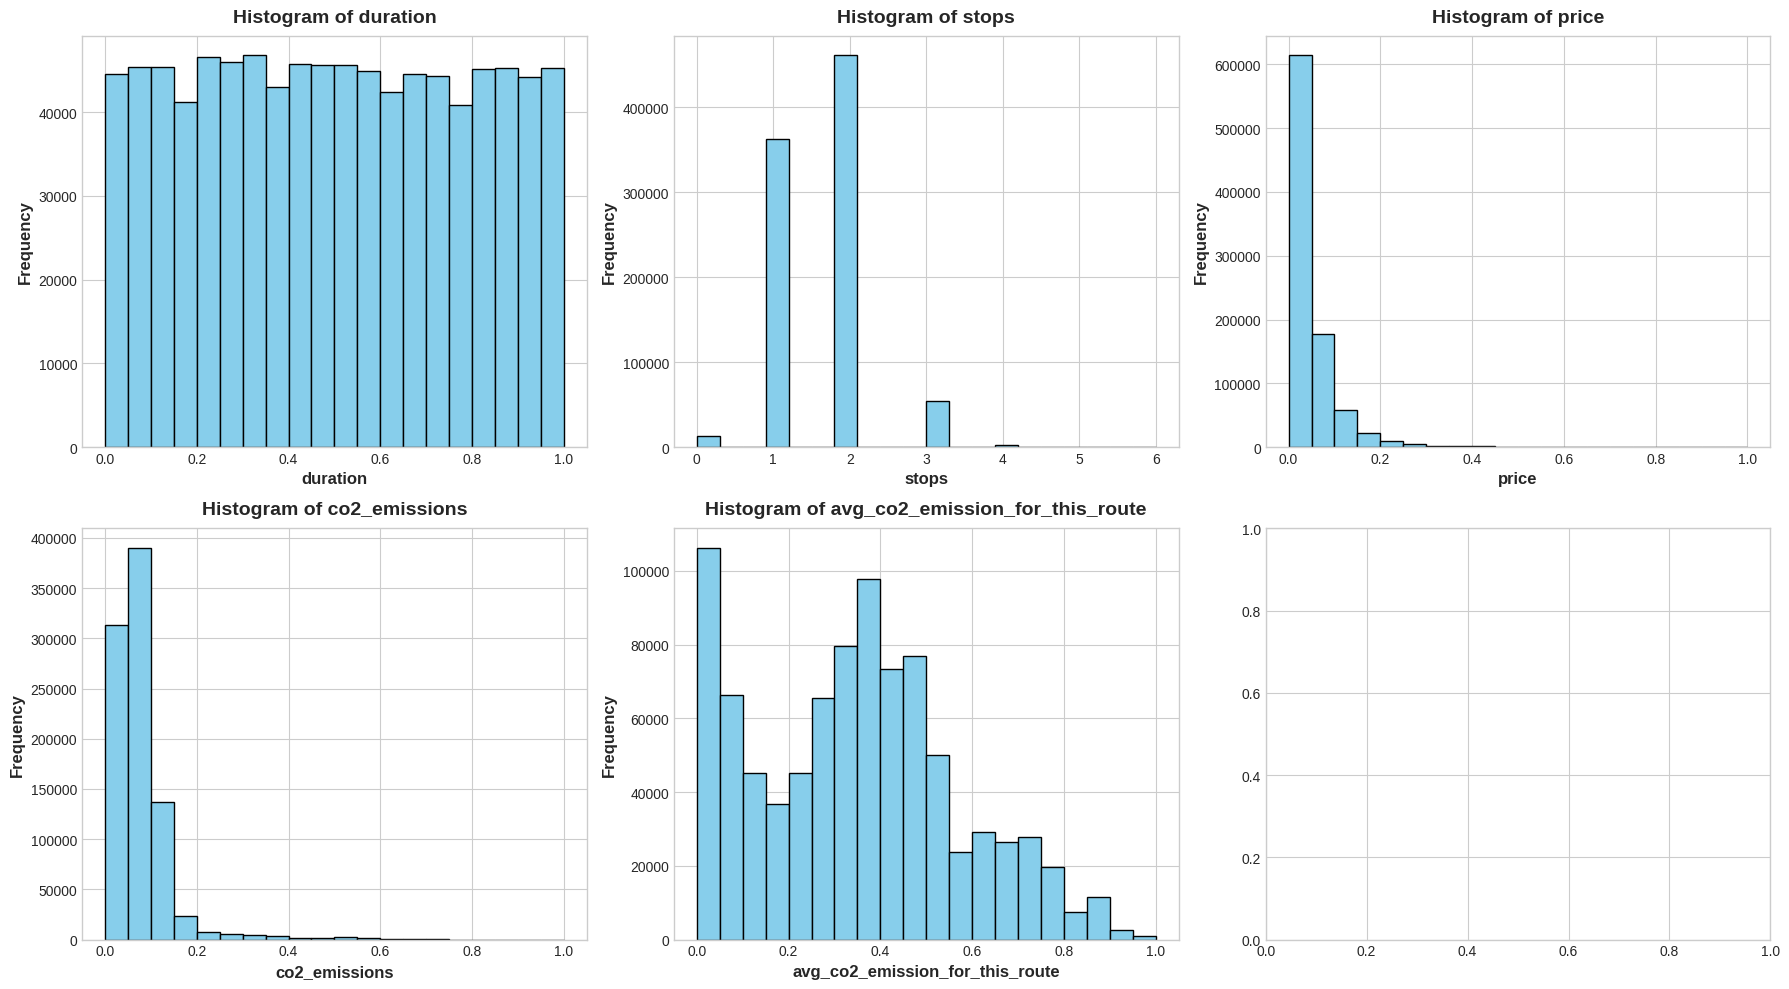 Histogram of duration
Frequency
40000
30000
20000
10000
0
0.0 0.2 0.4 0.6 0.8 1.0
duration
Histogram of stops
Frequency
400000
300000
200000
100000
0
0 1 2 3 4 5 6
stops
Histogram of price
Frequency
600000
500000
400000
300000
200000
100000
0
0.0 0.2 0.4 0.6 0.8 1.0
price
Histogram of co2_emissions
Frequency
400000
350000
300000
250000
200000
150000
100000
50000
0
0.0 0.2 0.4 0.6 0.8 1.0
co2_emissions
Histogram of avg_co2_emission_for_this_route
Frequency
100000
80000
60000
40000
20000
0
0.0 0.2 0.4 0.6 0.8 1.0
avg_co2_emission_for_this_route
1.0
0.8
0.6
0.4
0.2
0.0
0.0 0.2 0.4 0.6 0.8 1.0